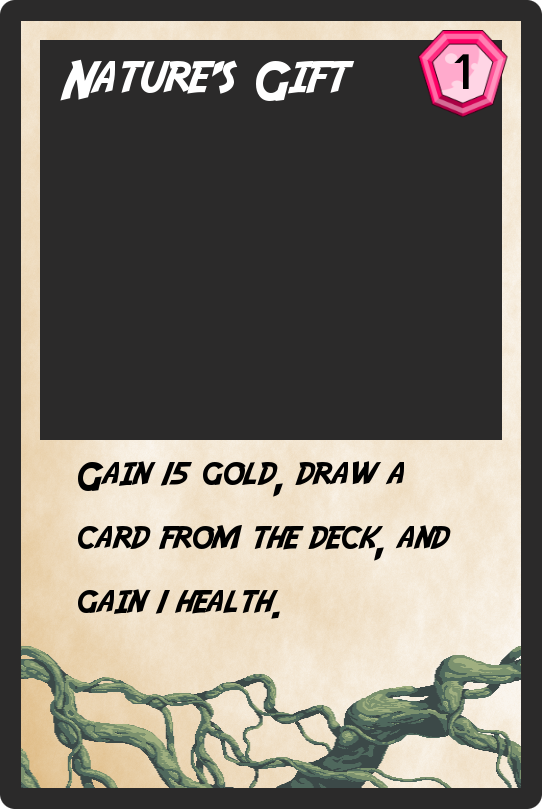 Nature's Gift
1
Gain 15 gold, draw a
card from the deck, and
gain 1 health.